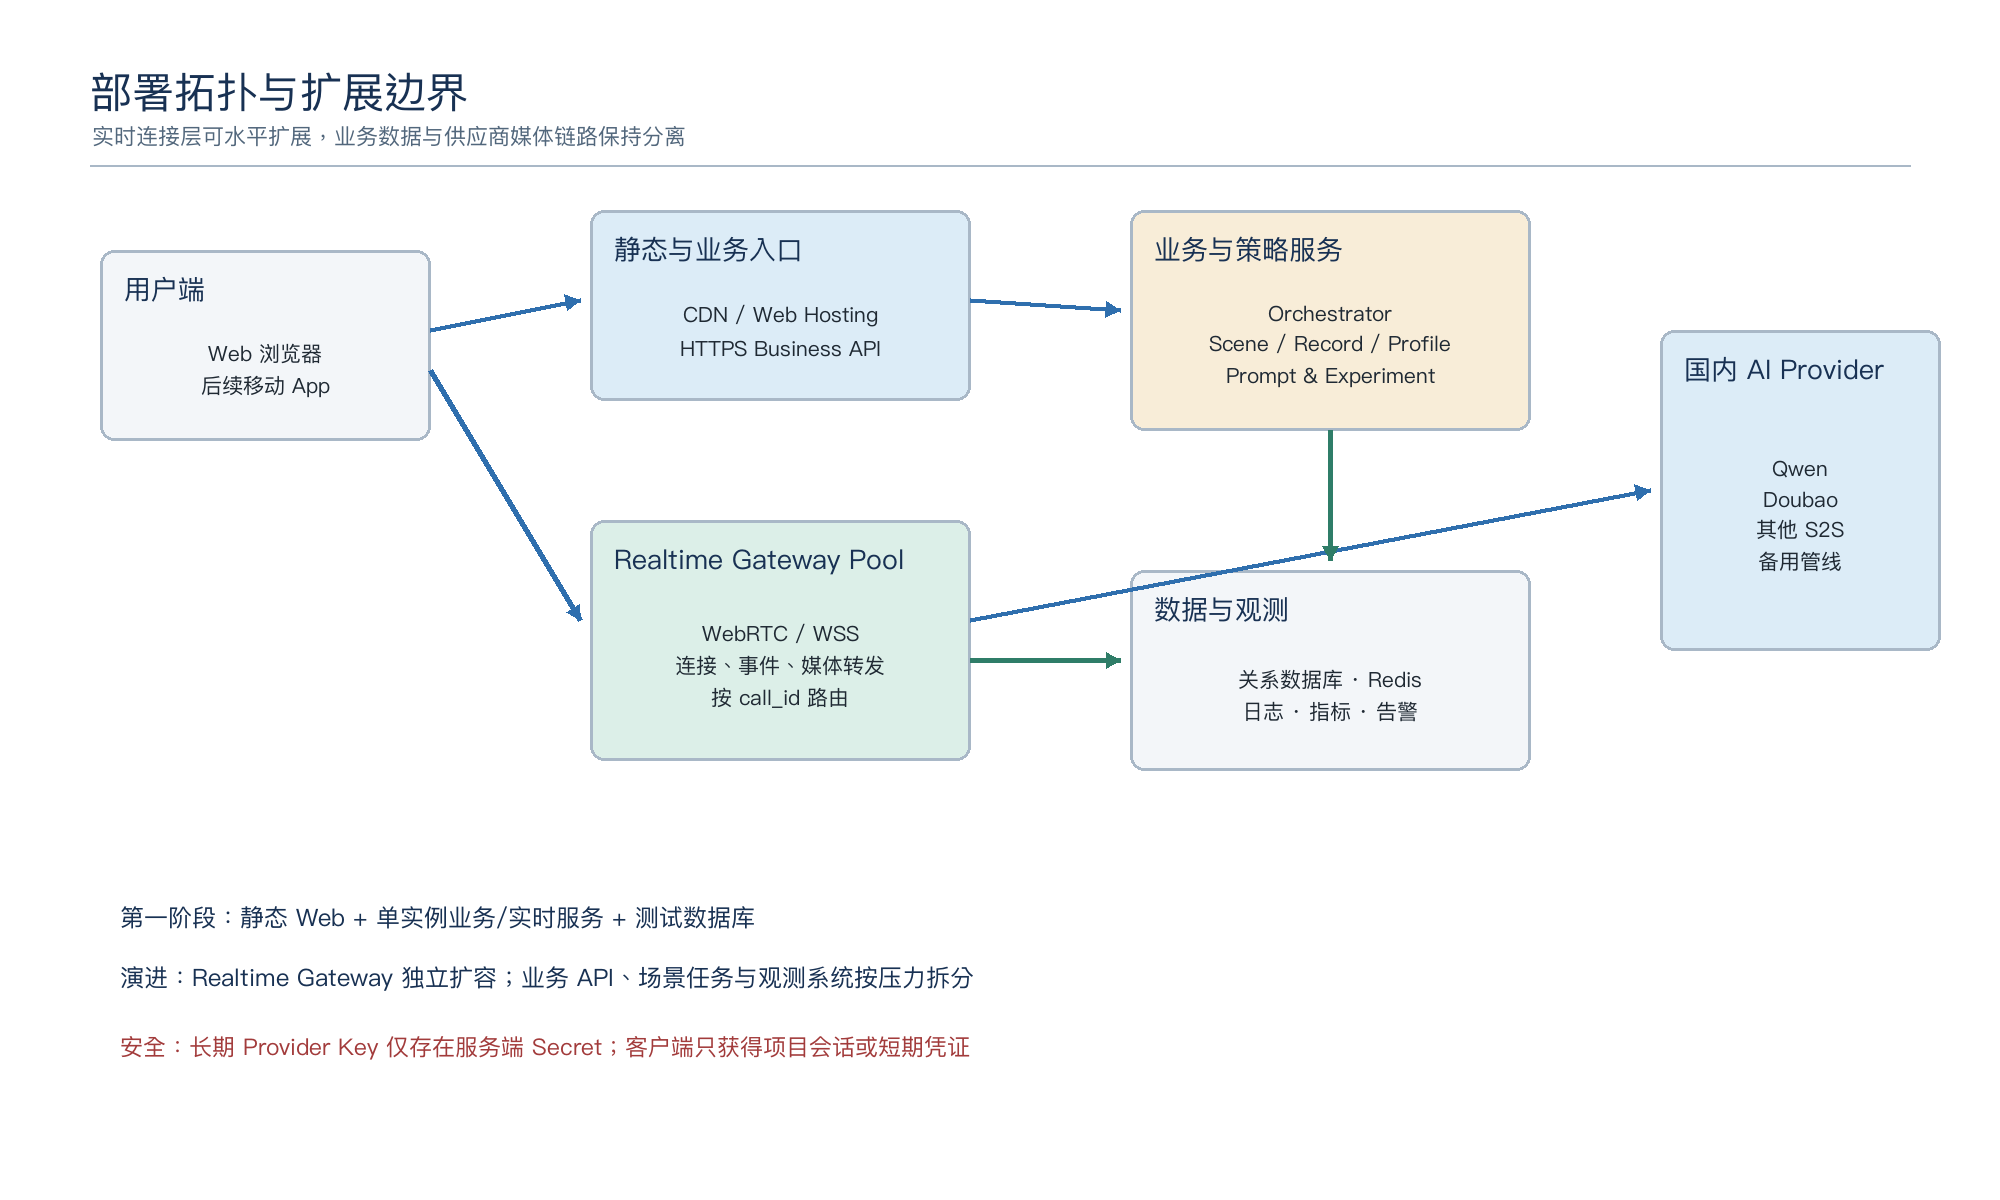 部署拓扑与扩展边界
实时连接层可水平扩展，业务数据与供应商媒体链路保持分离
用户端
Web 浏览器
后续移动 App
静态与业务入口
CDN / Web Hosting
HTTPS Business API
业务与策略服务
Orchestrator
Scene / Record / Profile
Prompt & Experiment
国内 AI Provider
Qwen
Doubao
其他 S2S
备用管线
Realtime Gateway Pool
WebRTC / WSS
连接、事件、媒体转发
按 call_id 路由
数据与观测
关系数据库 · Redis
日志 · 指标 · 告警
第一阶段：静态 Web + 单实例业务/实时服务 + 测试数据库
演进：Realtime Gateway 独立扩容；业务 API、场景任务与观测系统按压力拆分
安全：长期 Provider Key 仅存在服务端 Secret；客户端只获得项目会话或短期凭证